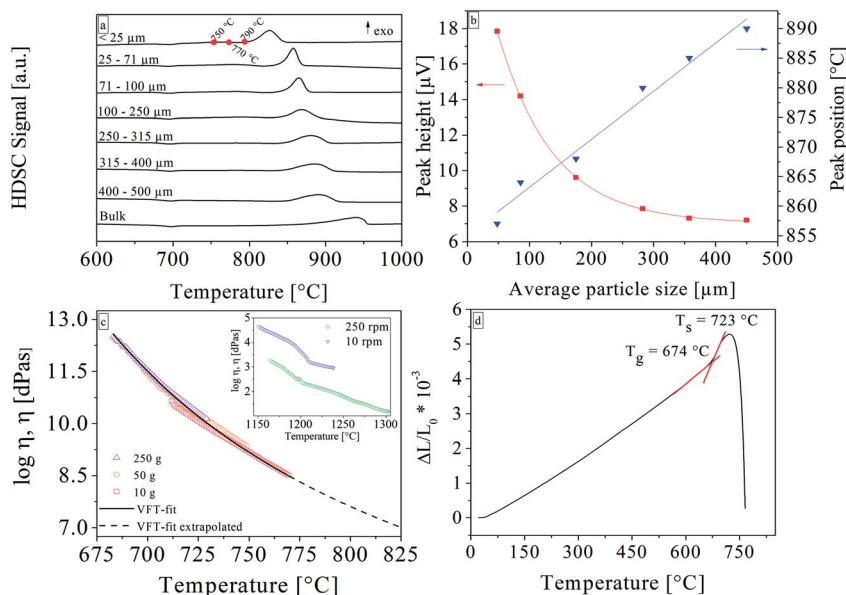 a
< 25 µm
750 °C
790 °C
770 °C
exo
25 - 71 µm
71 - 100 µm
100 - 250 µm
250 - 315 µm
315 - 400 µm
400 - 500 µm
Bulk
HDSC Signal [a.u.]
600 700 800 900 1000
Temperature [°C]
b
18
16
14
12
10
8
6
Peak height [µV]
890
885
880
875
870
865
860
855
Peak position [°C]
0 100 200 300 400 500
Average particle size [µm]
c
13.0
11.5
10.0
8.5
7.0
log η, η [dPas]
250 g
50 g
10 g
VFT-fit
VFT-fit extrapolated
675 700 725 750 775 800 825
Temperature [°C]
250 rpm
10 rpm
5
4
3
2
1
log η, η [dPas]
1150 1200 1250 1300
Temperature [°C]
d
Ts = 723 °C
Tg = 674 °C
6
5
4
3
2
1
0
ΔL/L0 * 10-3
0 150 300 450 600 750
Temperature [°C]